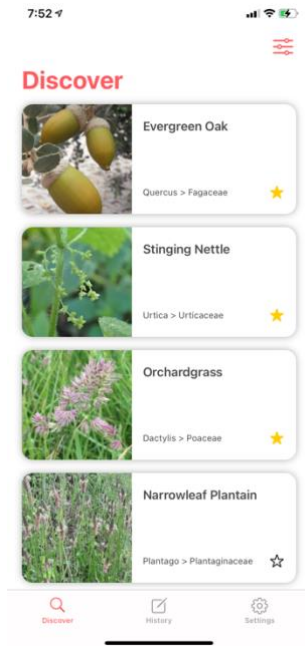 7:52
Discover
Evergreen Oak
Quercus > Fagaceae
Stinging Nettle
Urtica > Urticaceae
Orchardgrass
Dactylis > Poaceae
Narrowleaf Plantain
Plantago > Plantaginaceae
Discover History Settings